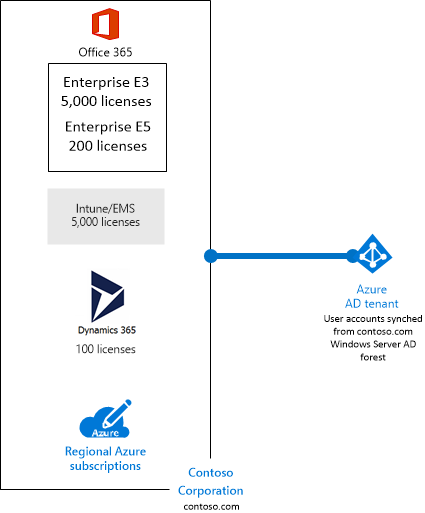 Office 365
Enterprise E3
5,000 licenses
Enterprise E5
200 licenses
Intune/EMS
5,000 licenses
Dynamics 365
100 licenses
Azure
Regional Azure
subscriptions
Contoso
Corporation
contoso.com
Azure
AD tenant
User accounts synched
from contoso.com
Windows Server AD
forest